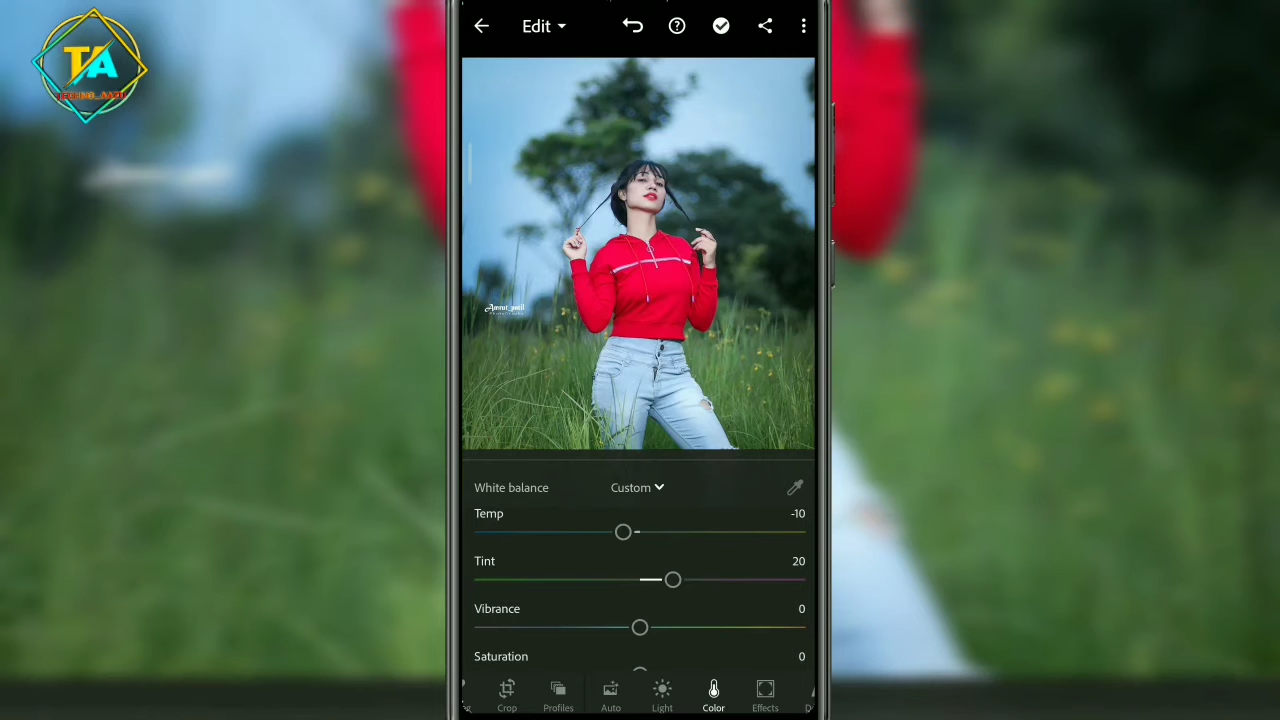 TA
Edit
Amrut_patil
White balance
Custom
Temp
-10
Tint
20
Vibrance
0
Saturation
0
Crop
Profiles
Auto
Light
Color
Effects